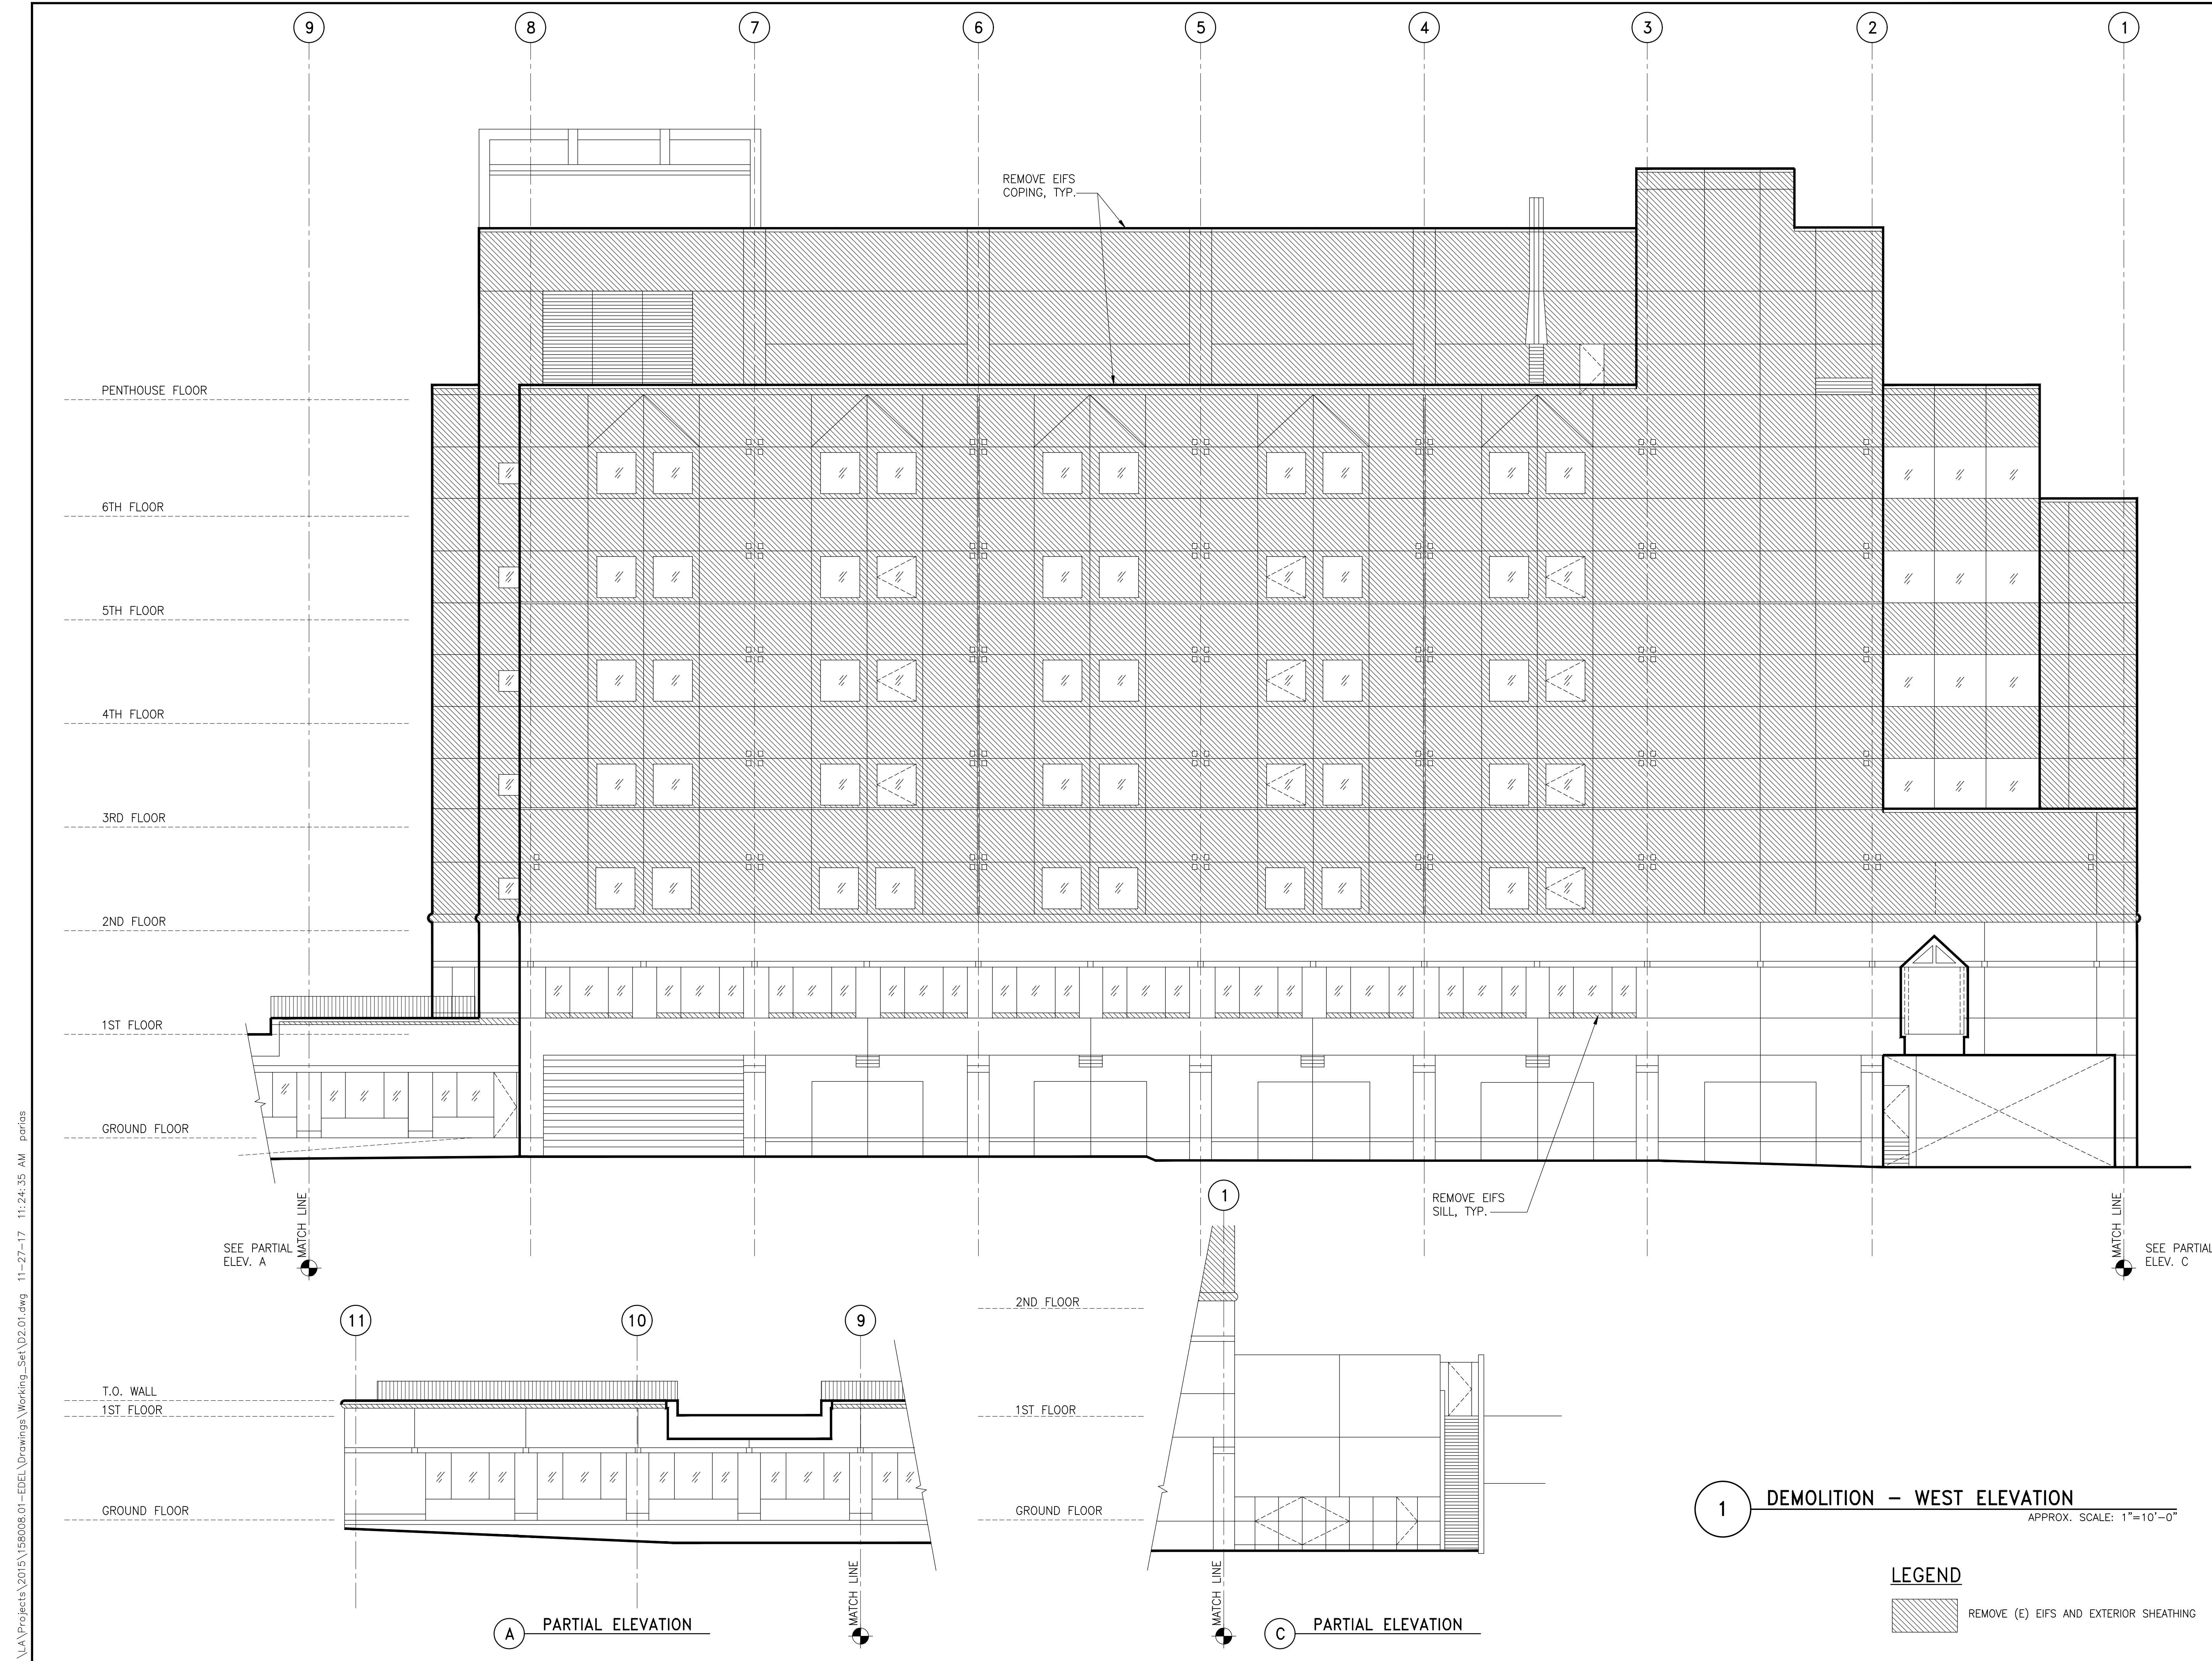 9
8
7
6
5
4
3
2
1
REMOVE EIFS
COPING, TYP.
PENTHOUSE FLOOR
6TH FLOOR
5TH FLOOR
4TH FLOOR
3RD FLOOR
2ND FLOOR
1ST FLOOR
GROUND FLOOR
REMOVE EIFS
SILL, TYP.
SEE PARTIAL
ELEV. A
MATCH LINE
MATCH LINE
SEE PARTIAL
ELEV. C
11
10
9
T.O. WALL
1ST FLOOR
GROUND FLOOR
MATCH LINE
A
PARTIAL ELEVATION
1
2ND FLOOR
1ST FLOOR
GROUND FLOOR
MATCH LINE
C
PARTIAL ELEVATION
1
DEMOLITION – WEST ELEVATION
APPROX. SCALE: 1"=10'-0"
LEGEND
REMOVE (E) EIFS AND EXTERIOR SHEATHING
\LA\Projects\2015\158008.01-EDEL\Drawings\Working_Set\D2.01.dwg 11-27-17 11:24:35 AM parias